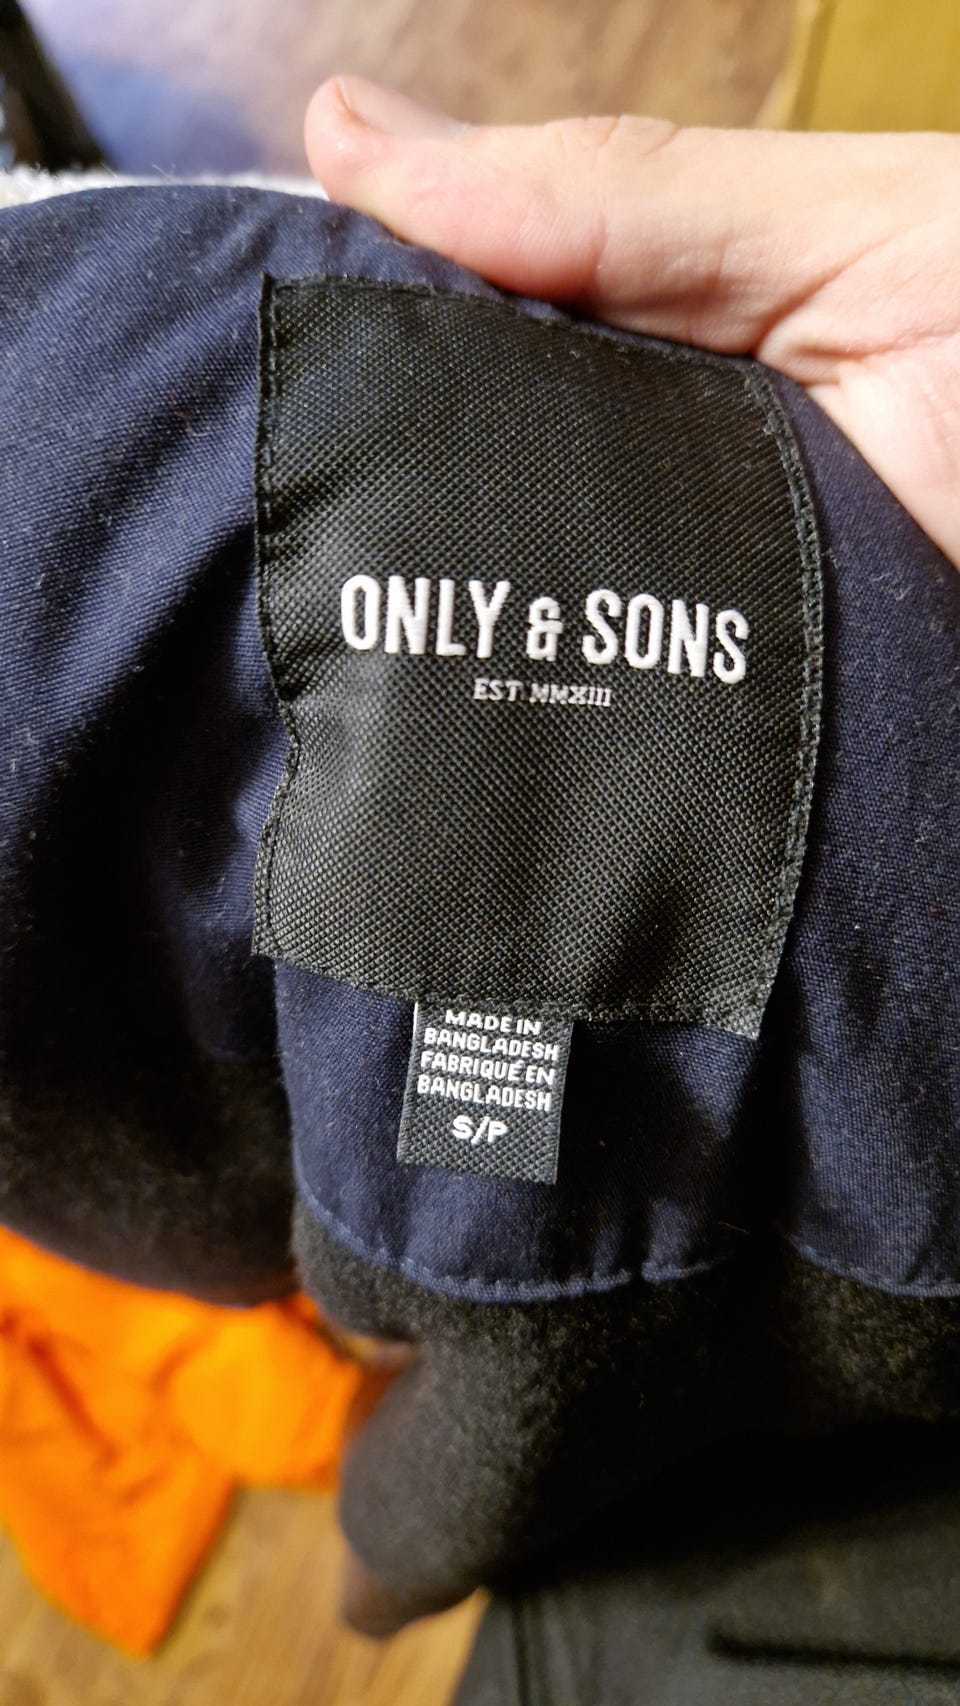 ONLY & SONS
EST. MMXIII
MADE IN
BANGLADESH
FABRIQUÉ EN
BANGLADESH
S/P